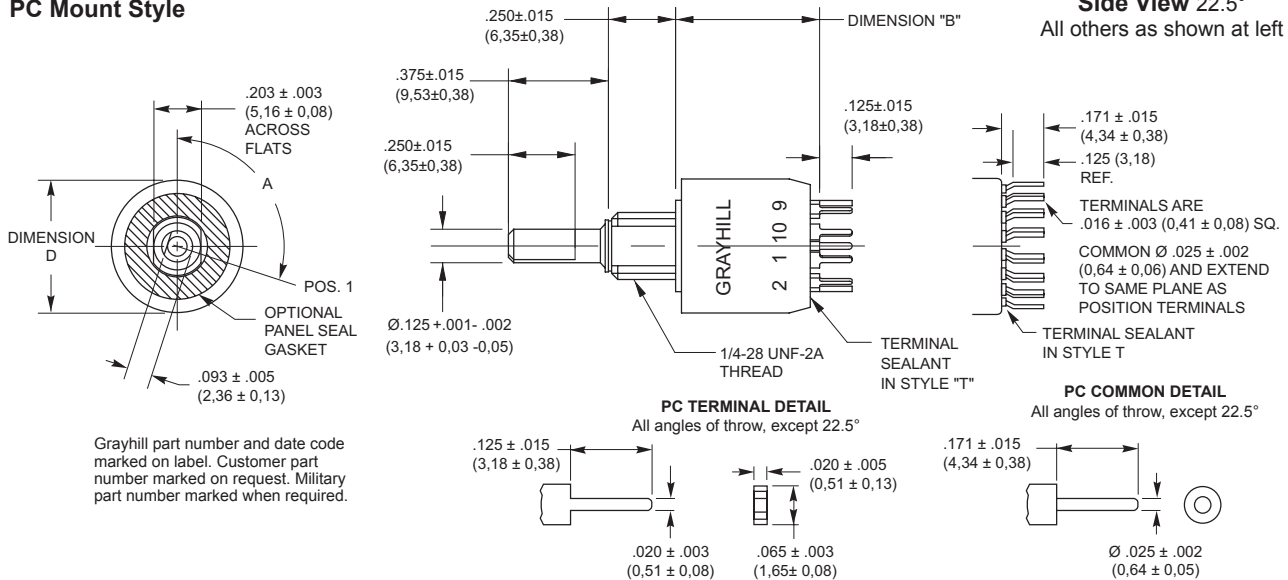 PC Mount Style
.203 ± .003
(5,16 ± 0,08)
ACROSS
FLATS
A
DIMENSION
D
POS. 1
OPTIONAL
PANEL SEAL
GASKET
.093 ± .005
(2,36 ± 0,13)
Grayhill part number and date code
marked on label. Customer part
number marked on request. Military
part number marked when required.
.250±.015
(6,35±0,38)
DIMENSION "B"
.375±.015
(9,53±0,38)
.250±.015
(6,35±0,38)
.125±.015
(3,18±0,38)
GRAYHILL
2 1 10 9
Ø.125 +.001- .002
(3,18 + 0,03 -0,05)
1/4-28 UNF-2A
THREAD
TERMINAL
SEALANT
IN STYLE "T"
Side View 22.5°
All others as shown at left
.171 ± .015
(4,34 ± 0,38)
.125 (3,18)
REF.
TERMINALS ARE
.016 ± .003 (0,41 ± 0,08) SQ.
COMMON Ø .025 ± .002
(0,64 ± 0,06) AND EXTEND
TO SAME PLANE AS
POSITION TERMINALS
TERMINAL SEALANT
IN STYLE T
PC TERMINAL DETAIL
All angles of throw, except 22.5°
.125 ± .015
(3,18 ± 0,38)
.020 ± .003
(0,51 ± 0,08)
.020 ± .005
(0,51 ± 0,13)
.065 ± .003
(1,65± 0,08)
PC COMMON DETAIL
All angles of throw, except 22.5°
.171 ± .015
(4,34 ± 0,38)
Ø .025 ± .002
(0,64 ± 0,05)